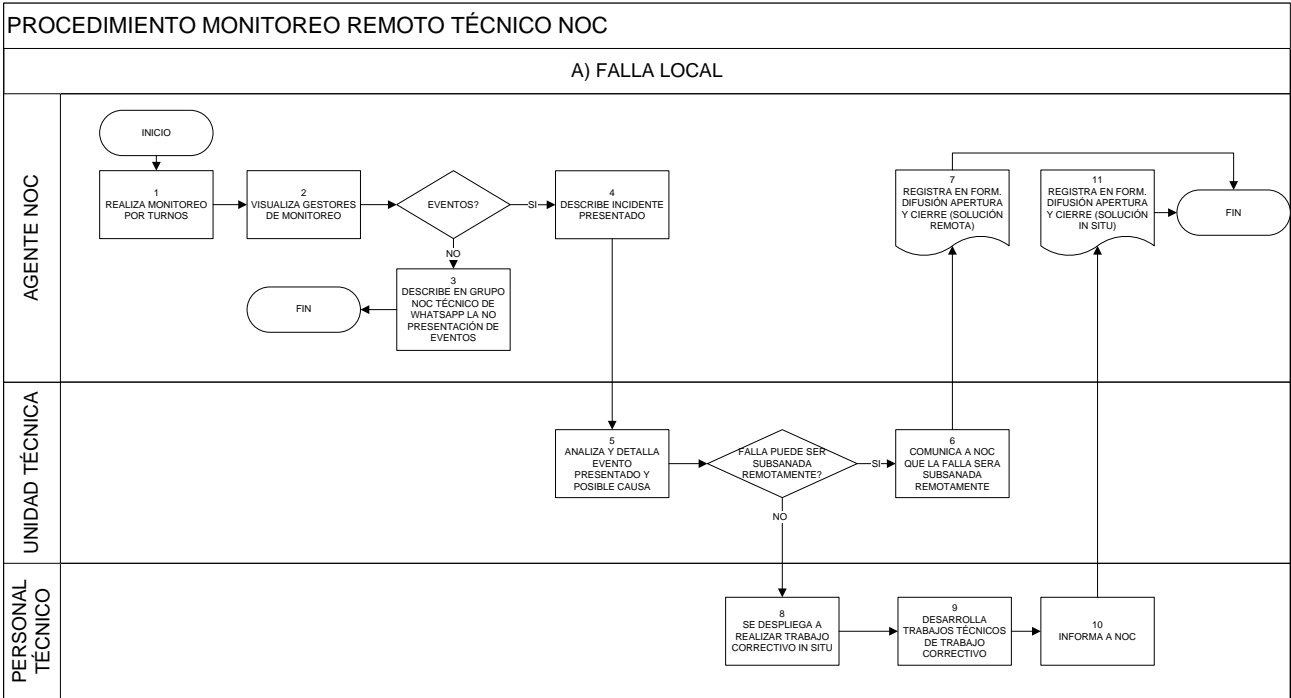 PROCEDIMIENTO MONITOREO REMOTO TÉCNICO NOC
A) FALLA LOCAL
AGENTE NOC
INICIO
1
REALIZA MONITOREO
POR TURNOS
2
VISUALIZA GESTORES
DE MONITOREO
EVENTOS?
SI
NO
3
DESCRIBE EN GRUPO
NOC TÉCNICO DE
WHATSAPP LA NO
PRESENTACIÓN DE
EVENTOS
FIN
4
DESCRIBE INCIDENTE
PRESENTADO
7
REGISTRA EN FORM.
DIFUSIÓN APERTURA
Y CIERRE (SOLUCIÓN
REMOTA)
11
REGISTRA EN FORM.
DIFUSIÓN APERTURA
Y CIERRE (SOLUCIÓN
IN SITU)
FIN
UNIDAD TÉCNICA
5
ANALIZA Y DETALLA
EVENTO
PRESENTADO Y
POSIBLE CAUSA
FALLA PUEDE SER
SUBSANADA
REMOTAMENTE?
SI
NO
6
COMUNICA A NOC
QUE LA FALLA SERA
SUBSANADA
REMOTAMENTE
PERSONAL
TÉCNICO
8
SE DESPLIEGA A
REALIZAR TRABAJO
CORRECTIVO IN SITU
9
DESARROLLA
TRABAJOS TÉCNICOS
DE TRABAJO
CORRECTIVO
10
INFORMA A NOC